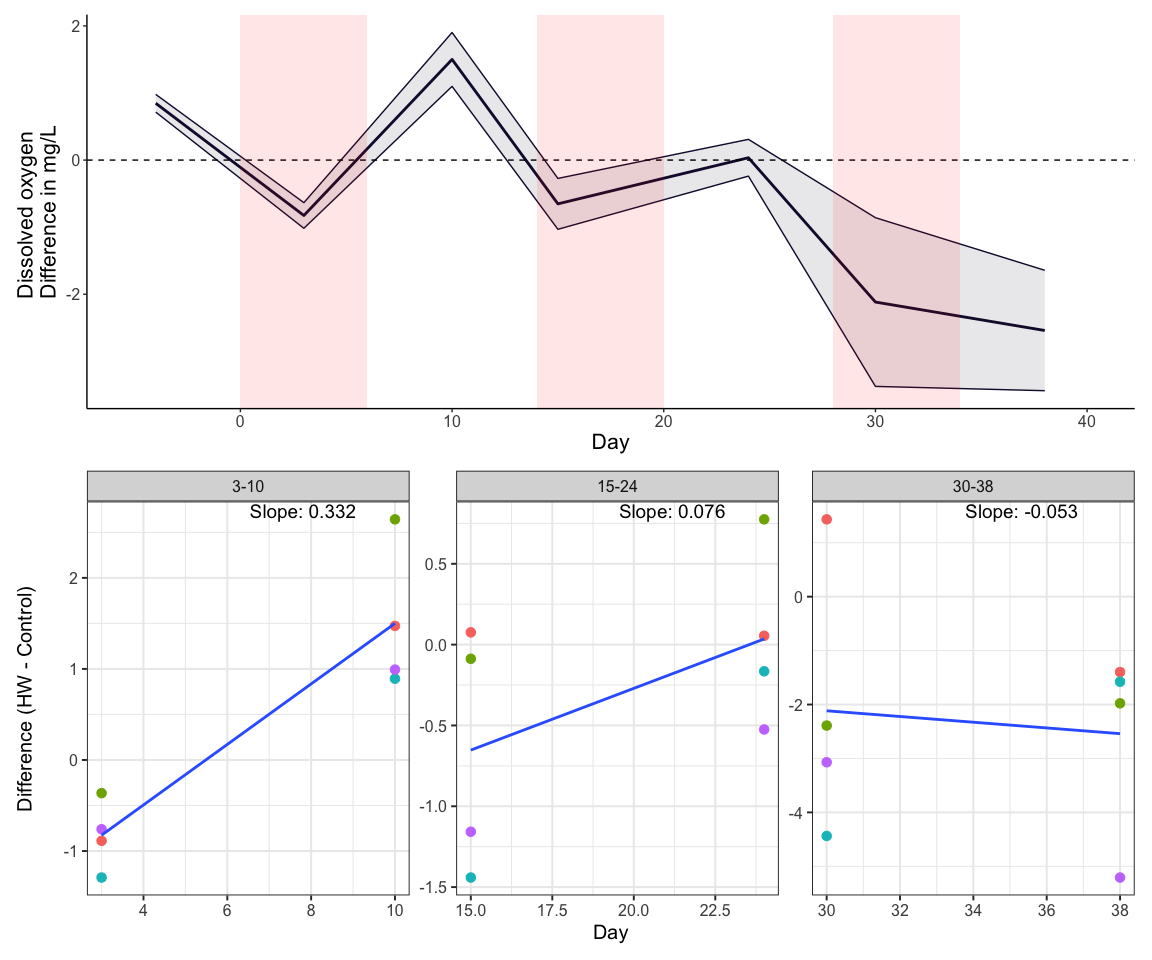 Dissolved oxygen
Difference in mg/L
2
0
-2
0 10 20 30 40
Day
3-10 15-24 30-38
Slope: 0.332 Slope: 0.076 Slope: -0.053
Difference (HW - Control)
2
1
0
-1
4 6 8 10
0.5
0.0
-0.5
-1.0
-1.5
15.0 17.5 20.0 22.5
0
-2
-4
30 32 34 36 38
Day